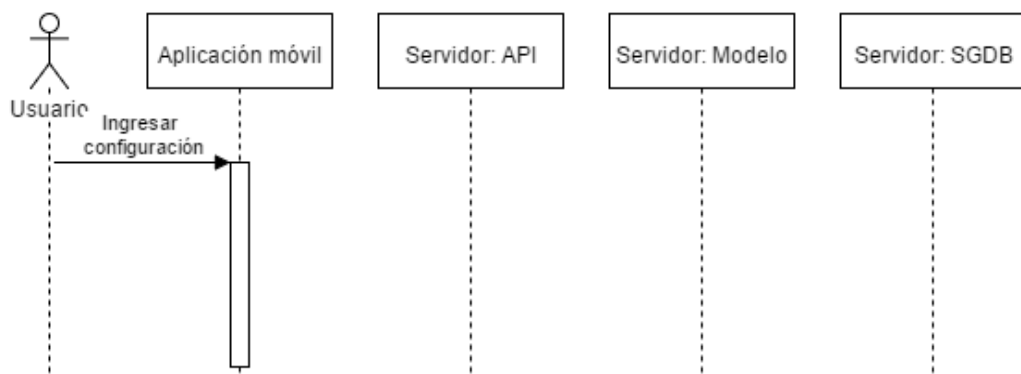 Aplicación móvil
Servidor: API
Servidor: Modelo
Servidor: SGDB
Usuario
Ingresar
configuración